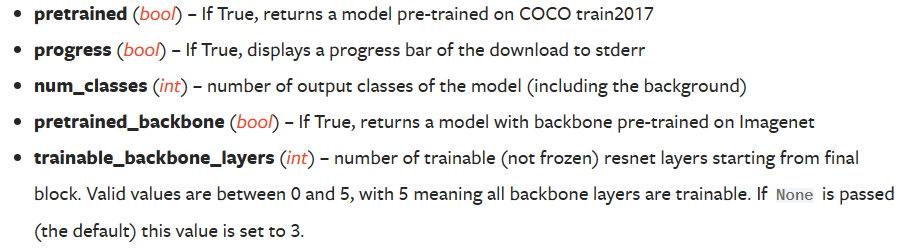 • pretrained (bool) – If True, returns a model pre-trained on COCO train2017
• progress (bool) – If True, displays a progress bar of the download to stderr
• num_classes (int) – number of output classes of the model (including the background)
• pretrained_backbone (bool) – If True, returns a model with backbone pre-trained on Imagenet
• trainable_backbone_layers (int) – number of trainable (not frozen) resnet layers starting from final
block. Valid values are between 0 and 5, with 5 meaning all backbone layers are trainable. If None is passed
(the default) this value is set to 3.